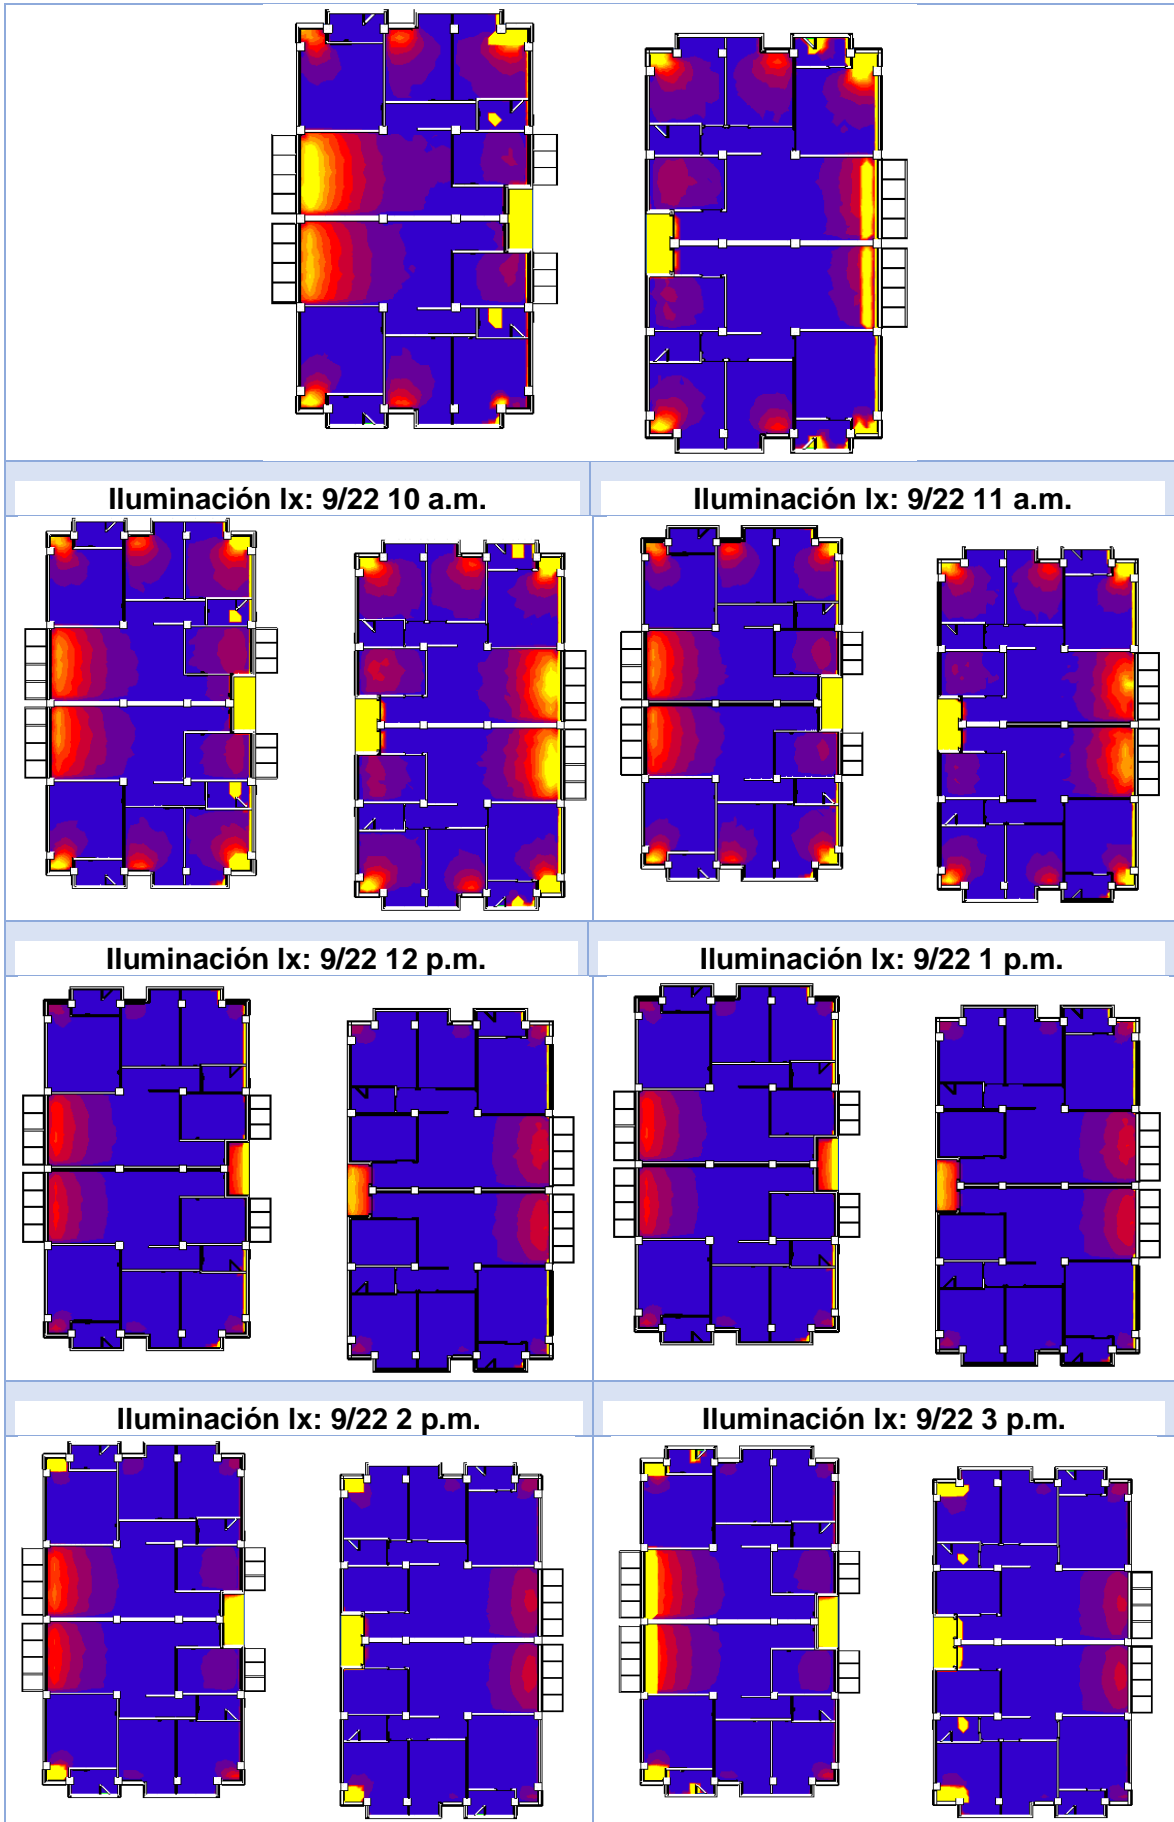 Iluminación lx: 9/22 10 a.m.
Iluminación lx: 9/22 11 a.m.
Iluminación lx: 9/22 12 p.m.
Iluminación lx: 9/22 1 p.m.
Iluminación lx: 9/22 2 p.m.
Iluminación lx: 9/22 3 p.m.